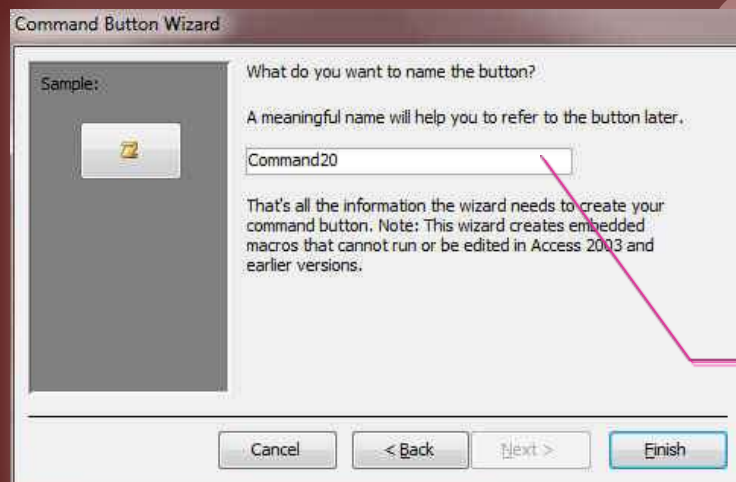 Command Button Wizard
Sample:
What do you want to name the button?
A meaningful name will help you to refer to the button later.
Command20
That's all the information the wizard needs to create your
command button. Note: This wizard creates embedded
macros that cannot run or be edited in Access 2003 and
earlier versions.
Cancel
< Back
Next >
Finish